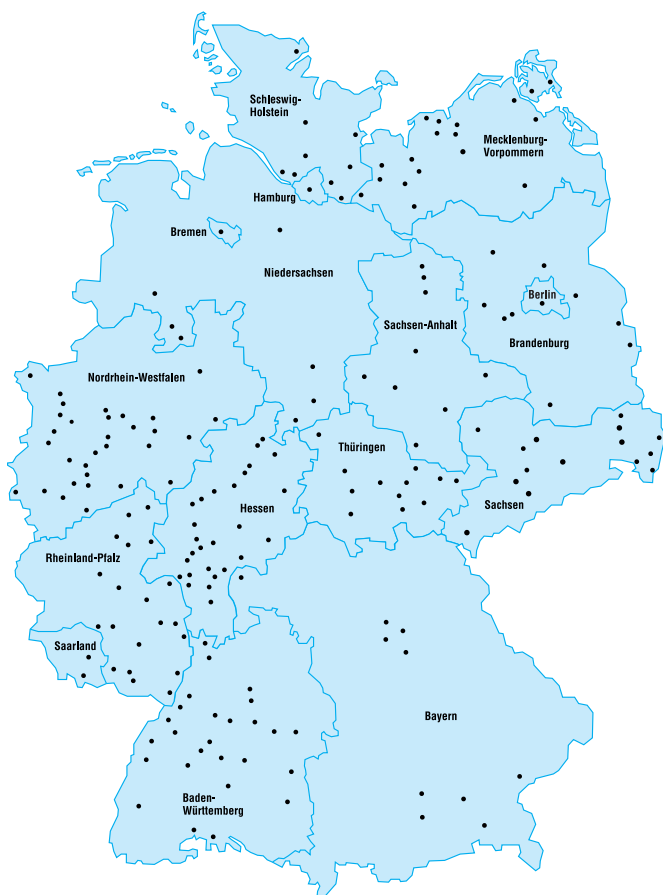 Schleswig-
Holstein
Mecklenburg-
Vorpommern
Hamburg
Bremen
Niedersachsen
Berlin
Sachsen-Anhalt
Brandenburg
Nordrhein-Westfalen
Thüringen
Hessen
Sachsen
Rheinland-Pfalz
Saarland
Bayern
Baden-
Württemberg